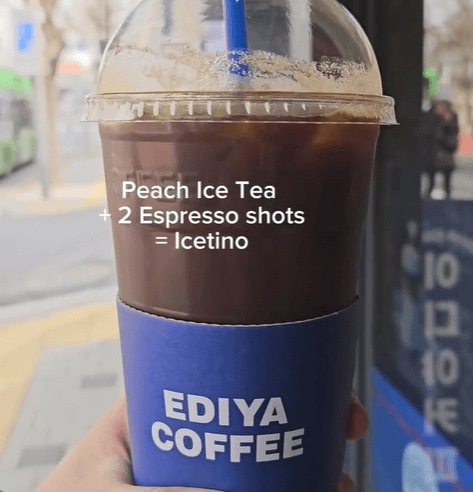 Peach Ice Tea
+ 2 Espresso shots
= Icetino
EDIYA
COFFEE